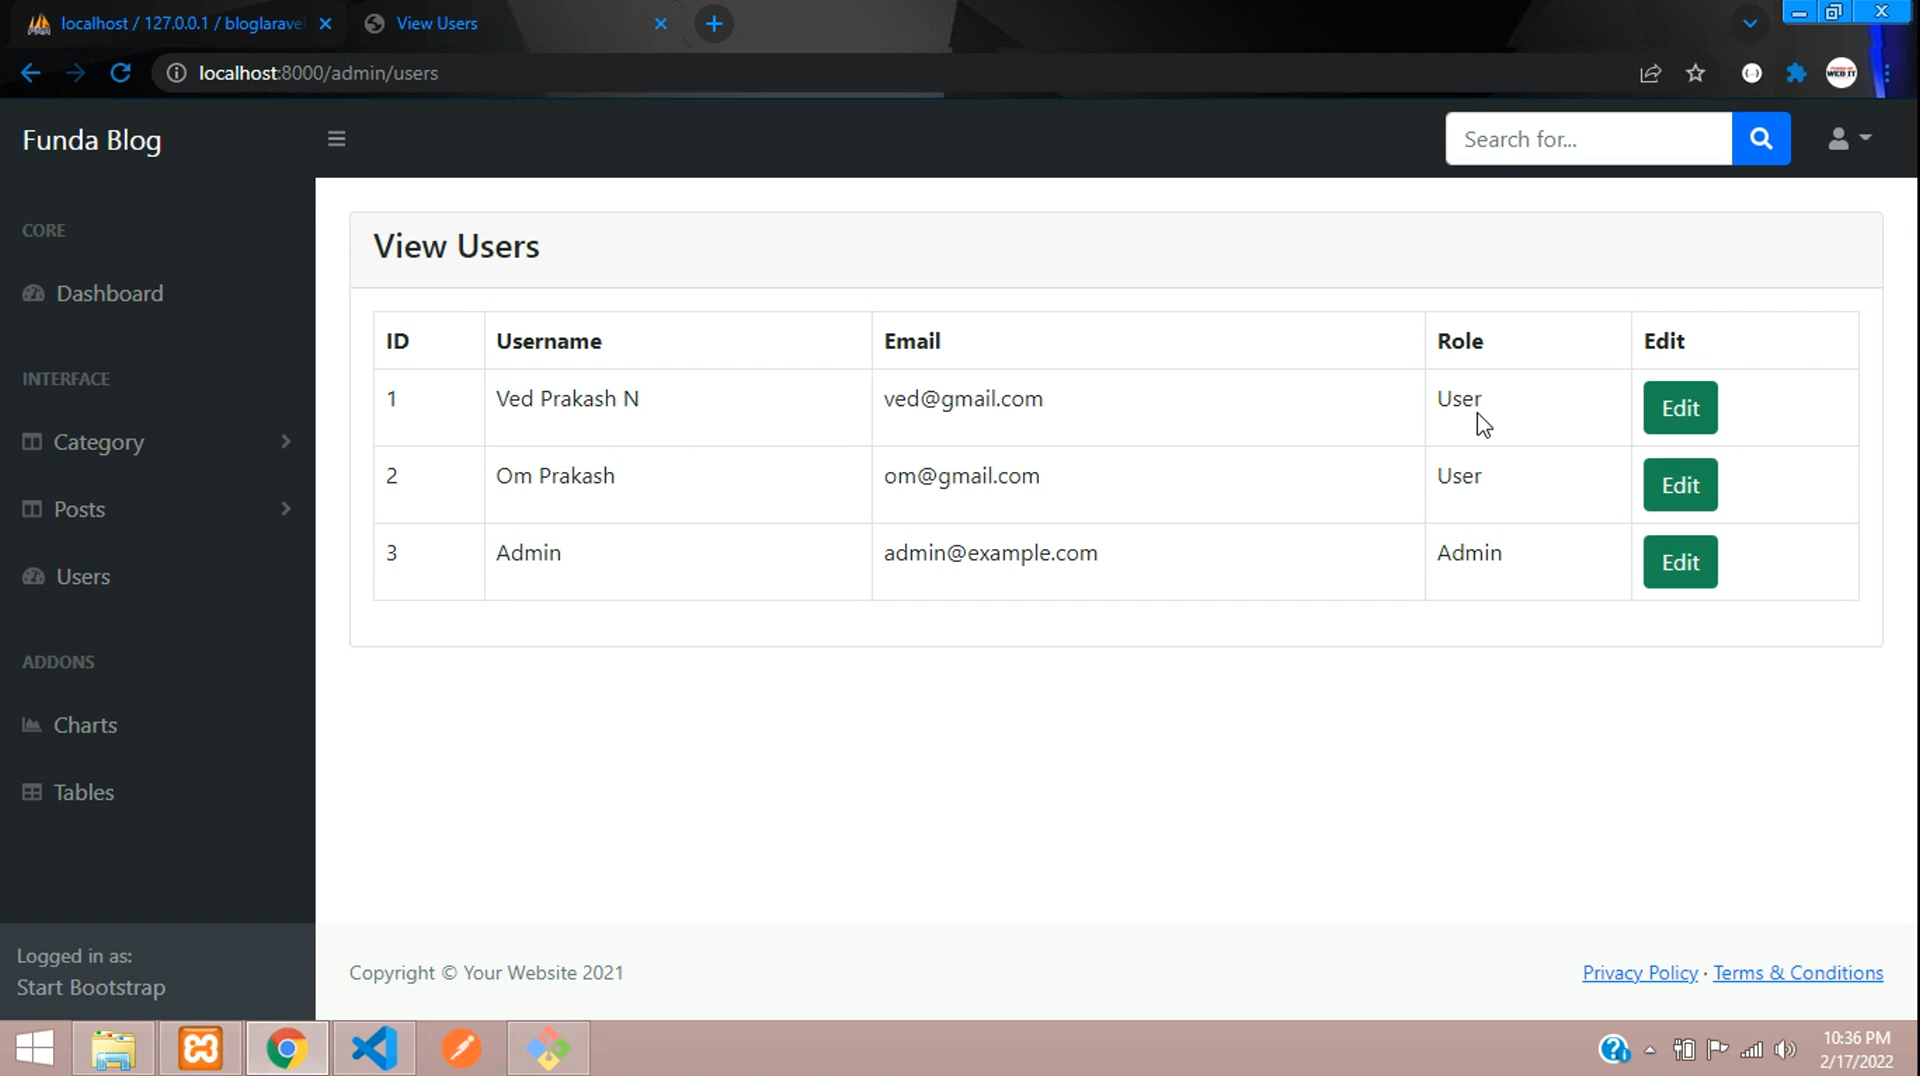 localhost / 127.0.0.1 / bloglarave
View Users
localhost:8000/admin/users
WEB IT
Funda Blog
Search for...
CORE
Dashboard
INTERFACE
Category
Posts
Users
ADDONS
Charts
Tables
Logged in as:
Start Bootstrap
View Users
ID Username Email Role Edit
1 Ved Prakash N ved@gmail.com User Edit
2 Om Prakash om@gmail.com User Edit
3 Admin admin@example.com Admin Edit
Copyright © Your Website 2021
Privacy Policy · Terms & Conditions
10:36 PM
2/17/2022